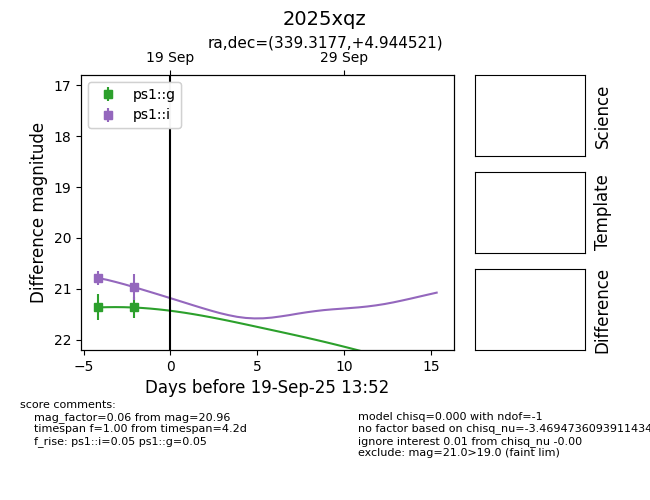 2025xqz
ra,dec=(339.3177,+4.944521)
19 Sep
29 Sep
ps1::g
ps1::i
17
18
19
20
21
22
Difference magnitude
−5
0
5
10
15
Days before 19-Sep-25 13:52
Science
Template
Difference
score comments:
mag_factor=0.06 from mag=20.96
timespan f=1.00 from timespan=4.2d
f_rise: ps1::i=0.05 ps1::g=0.05
model chisq=0.000 with ndof=-1
no factor based on chisq_nu=-3.4694736093911434
ignore interest 0.01 from chisq_nu -0.00
exclude: mag=21.0>19.0 (faint lim)